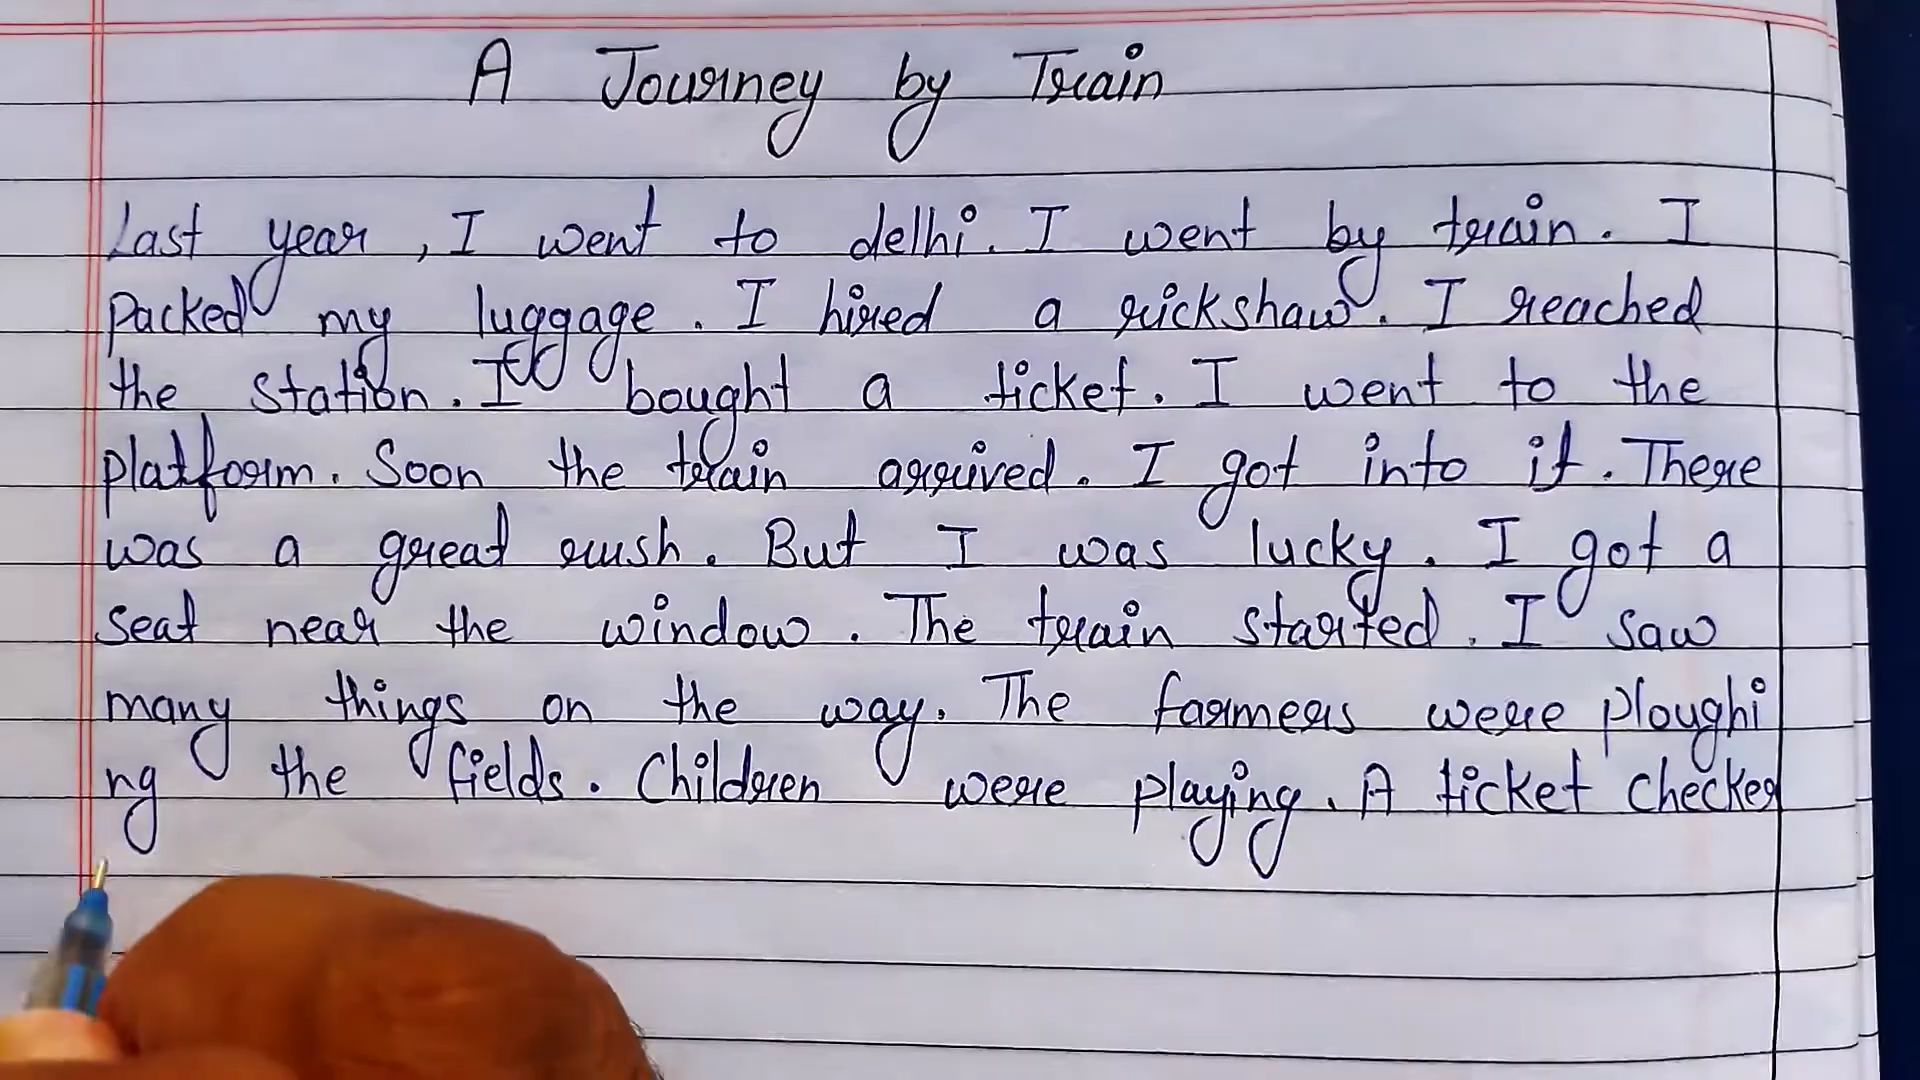 A Journey by Train
Last year, I went to delhi. I went by train. I
Packed my luggage. I hired a rickshaw. I reached
the station. I bought a ticket. I went to the
platform. Soon the train arrived. I got into it. There
was a great rush. But I was lucky. I got a
seat near the window. The train started. I saw
many things on the way. The farmers were ploughi
ng the fields. Children were playing. A ticket checker